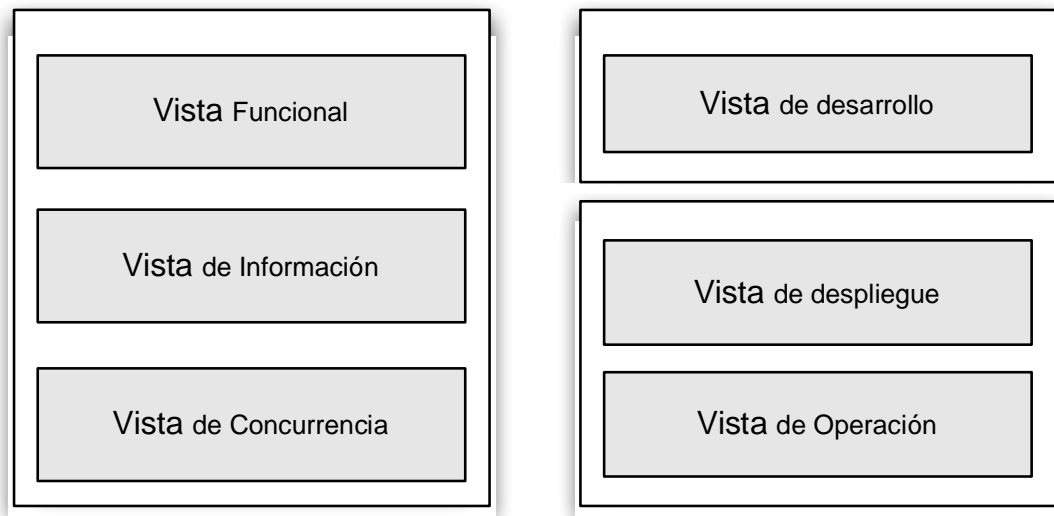 Vista Funcional
Vista de Información
Vista de Concurrencia
Vista de desarrollo
Vista de despliegue
Vista de Operación